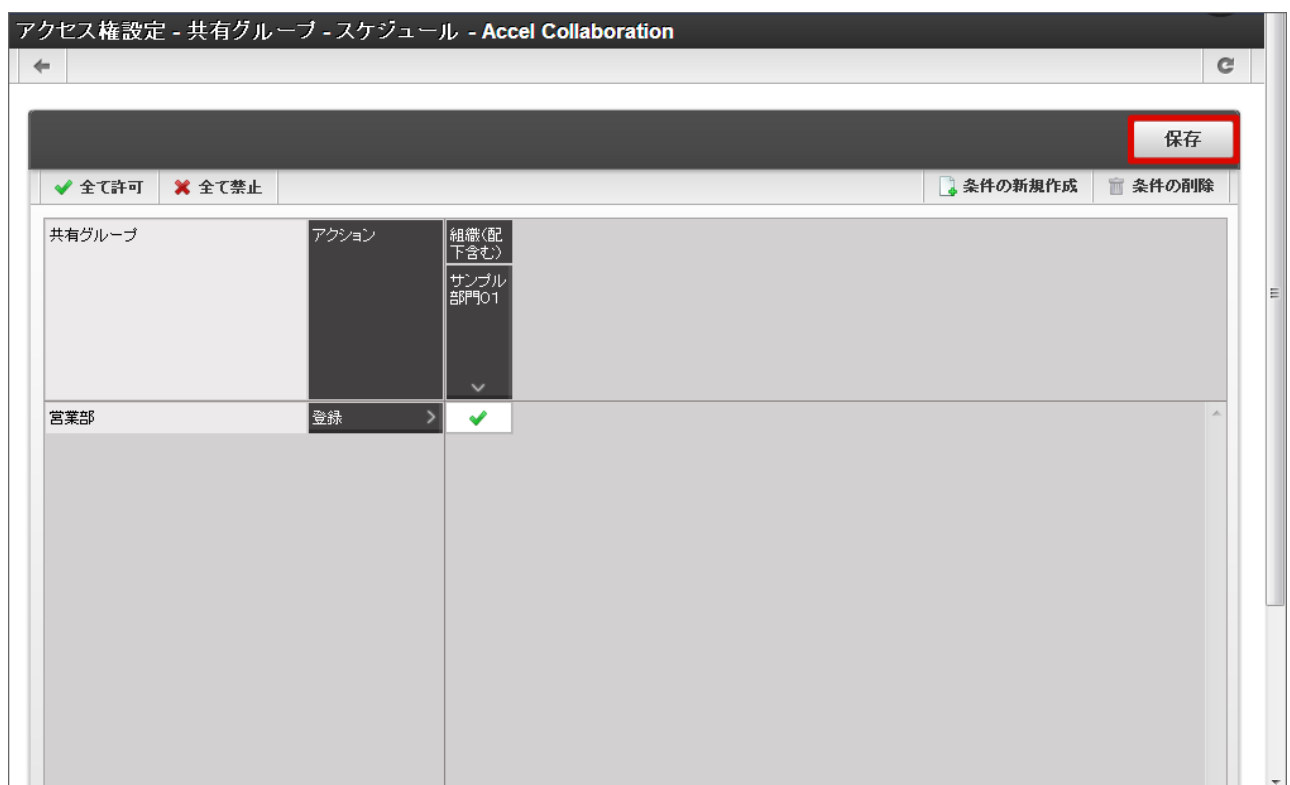 アクセス権設定 - 共有グループ - スケジュール - Accel Collaboration
保存
全て許可 全て禁止 条件の新規作成 条件の削除
共有グループ アクション 組織(配
下含む)
サンプル
部門01
営業部 登録